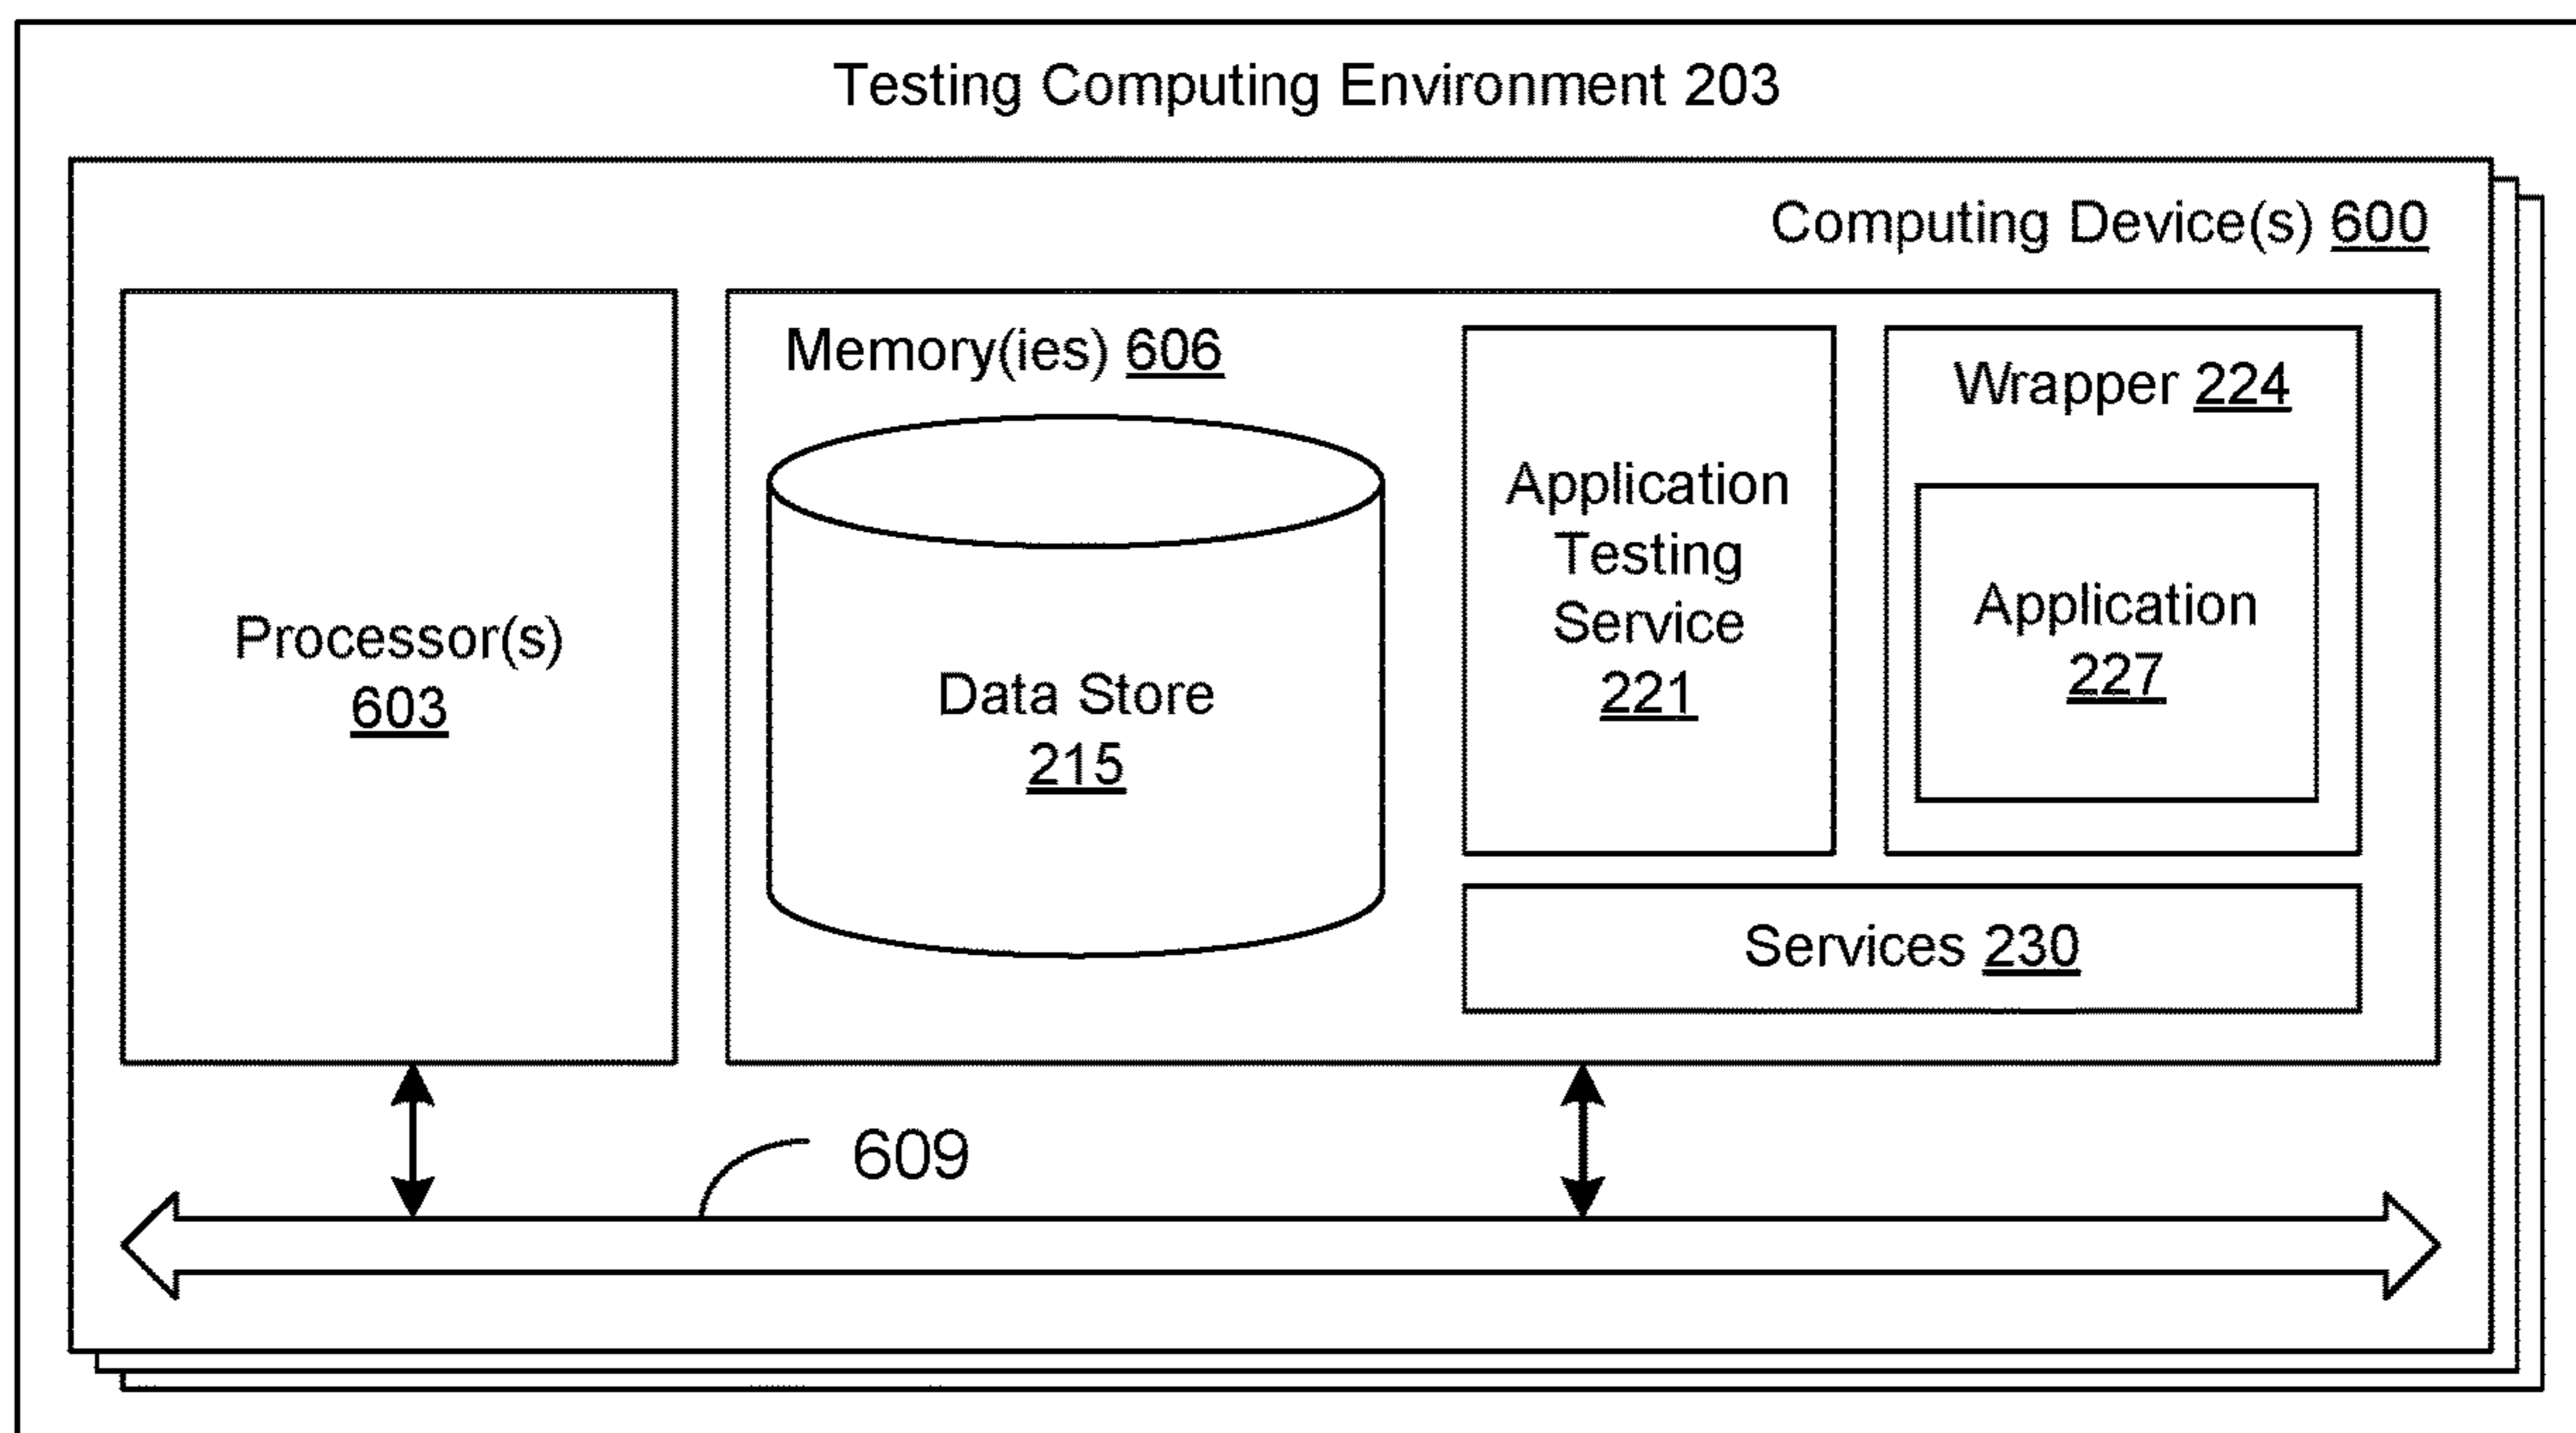 Testing Computing Environment 203
Computing Device(s) 600
Processor(s)
603
Memory(ies) 606
Data Store
215
Application
Testing
Service
221
Wrapper 224
Application
227
Services 230
609